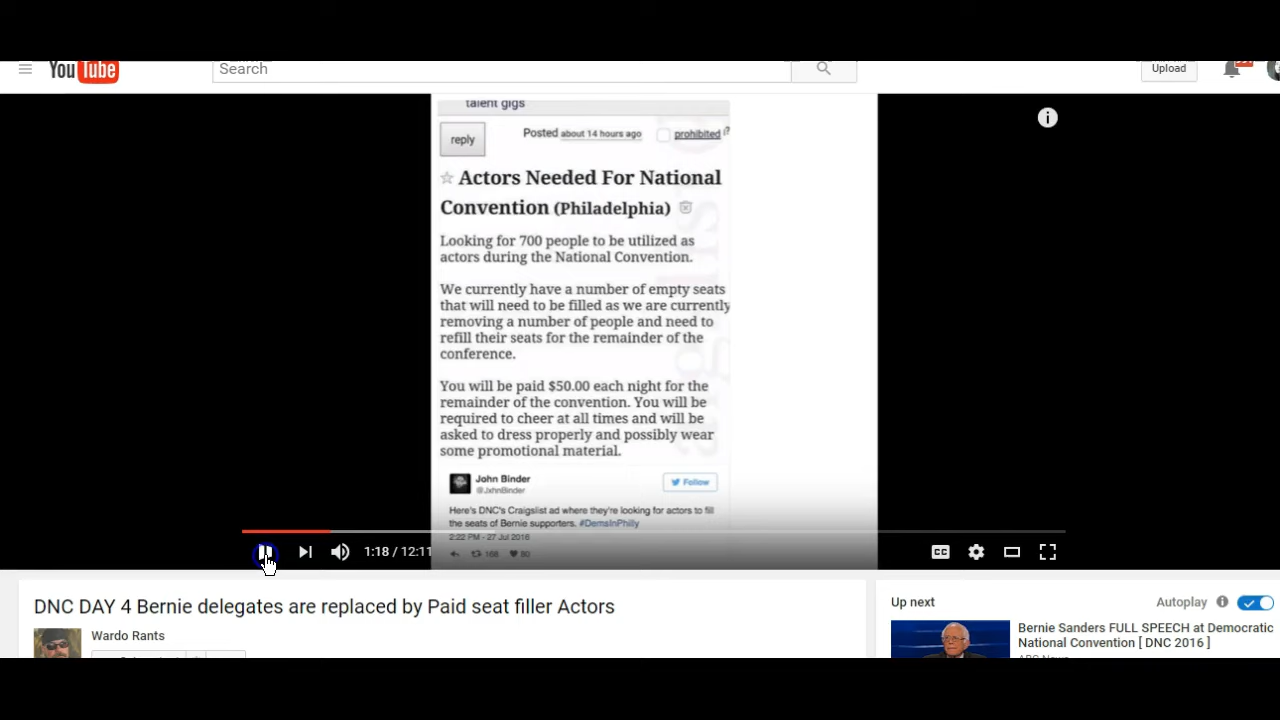 YouTube
Search
Upload
talent gigs
reply
Posted about 14 hours ago
prohibited [?]
Actors Needed For National
Convention (Philadelphia)
Looking for 700 people to be utilized as
actors during the National Convention.
We currently have a number of empty seats
that will need to be filled as we are currently
removing a number of people and need to
refill their seats for the remainder of the
conference.
You will be paid $50.00 each night for the
remainder of the convention. You will be
required to cheer at all times and will be
asked to dress properly and possibly wear
some promotional material.
John Binder
@JxhnBinder
Follow
Here's DNC's Craigslist ad where they're looking for actors to fill
the seats of Bernie supporters. #DemsInPhilly
2:22 PM - 27 Jul 2016
168
80
1:18 / 12:11
CC
DNC DAY 4 Bernie delegates are replaced by Paid seat filler Actors
Wardo Rants
Up next
Autoplay
Bernie Sanders FULL SPEECH at Democratic
National Convention [ DNC 2016 ]